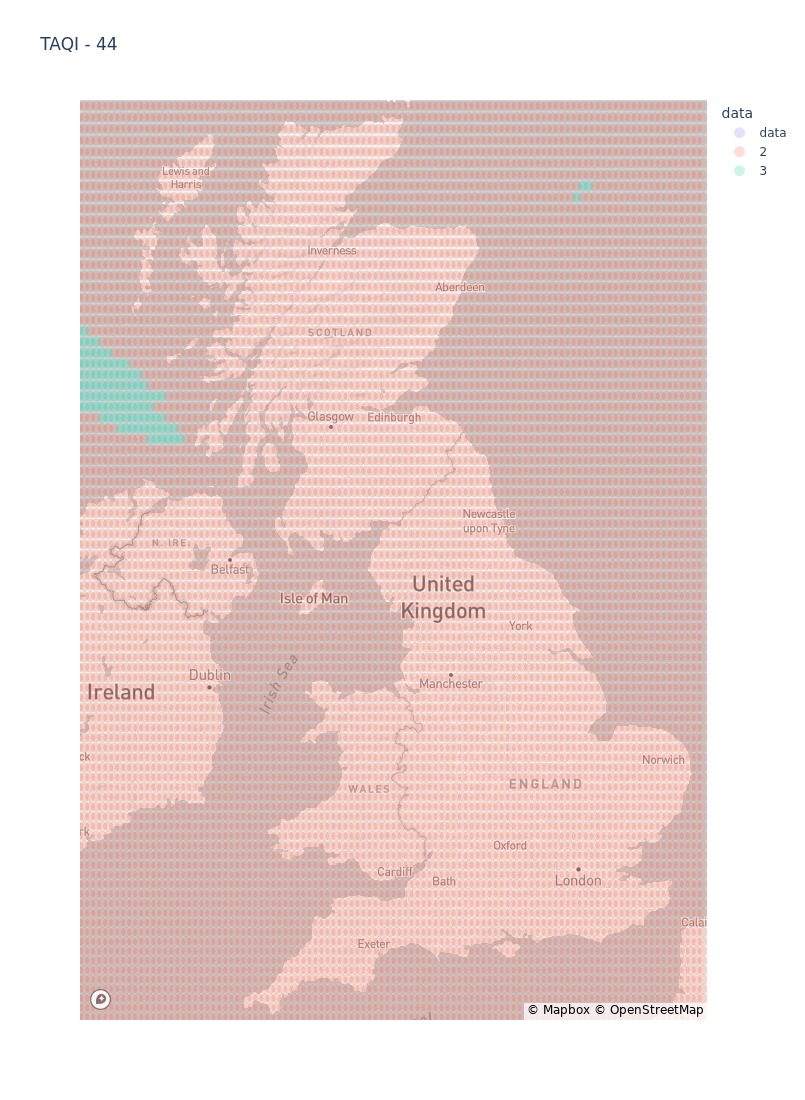 TAQI - 44
data
data
2
3
Lewis and
Harris
Inverness
Aberdeen
SCOTLAND
Glasgow
Edinburgh
Newcastle
upon Tyne
N. IRE.
Belfast
Isle of Man
United
Kingdom
York
Dublin
Irish Sea
Manchester
Ireland
ck
Norwich
WALES
ENGLAND
rk
Oxford
Cardiff
Bath
London
Calai
Exeter
© Mapbox © OpenStreetMap